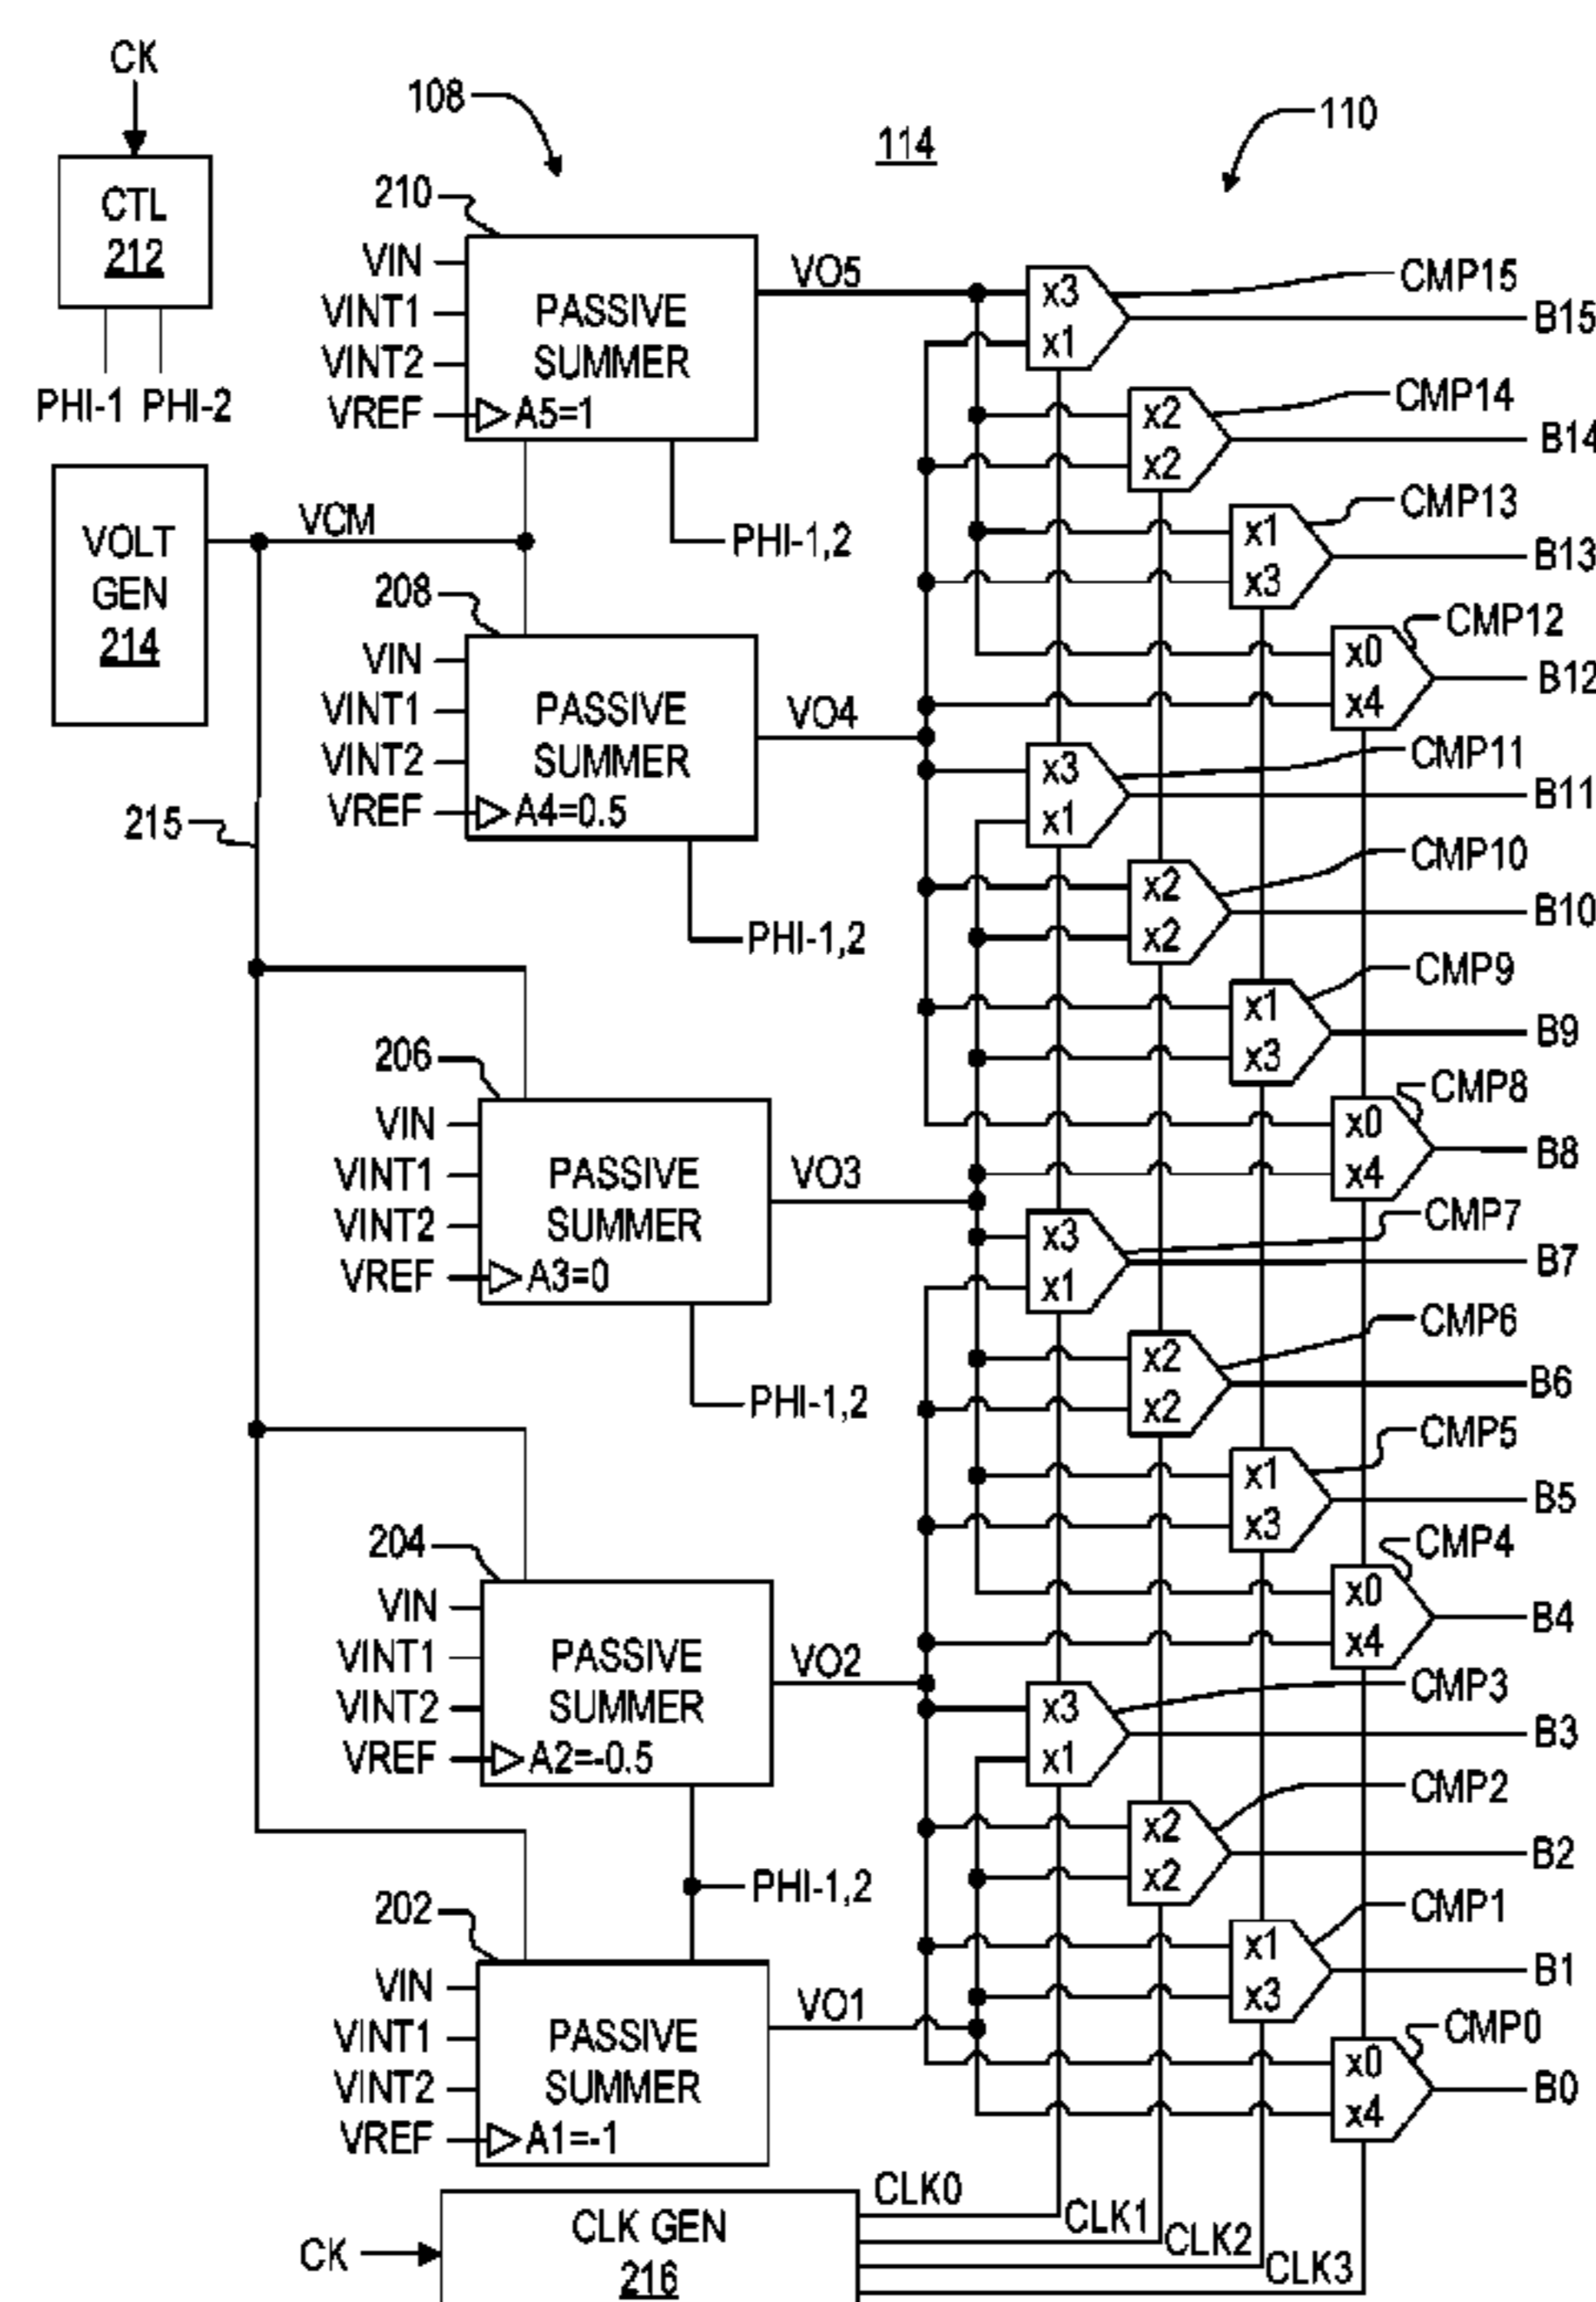 CK
108
114
110
CTL
212
210
VIN
VINT1
VINT2
VREF
PASSIVE
SUMMER
A5=1
VO5
x3
x1
CMP15
B15
PHI-1 PHI-2
x2
x2
CMP14
B14
VOLT
GEN
214
VCM
PHI-1,2
x1
x3
CMP13
B13
208
VIN
VINT1
VINT2
VREF
PASSIVE
SUMMER
A4=0.5
VO4
x0
x4
CMP12
B12
x3
x1
CMP11
B11
215
PHI-1,2
x2
x2
CMP10
B10
x1
x3
CMP9
B9
206
VIN
VINT1
VINT2
VREF
PASSIVE
SUMMER
A3=0
VO3
x0
x4
CMP8
B8
x3
x1
CMP7
B7
PHI-1,2
x2
x2
CMP6
B6
x1
x3
CMP5
B5
204
VIN
VINT1
VINT2
VREF
PASSIVE
SUMMER
A2=-0.5
VO2
x0
x4
CMP4
B4
x3
x1
CMP3
B3
PHI-1,2
x2
x2
CMP2
B2
202
VIN
VINT1
VINT2
VREF
PASSIVE
SUMMER
A1=-1
VO1
x1
x3
CMP1
B1
x0
x4
CMP0
B0
CK
CLK GEN
216
CLK0
CLK1
CLK2
CLK3